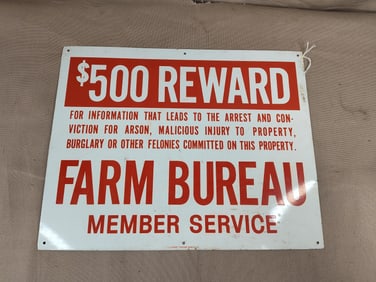 $500 REWARD
FOR INFORMATION THAT LEADS TO THE ARREST AND CON-
VICTION FOR ARSON, MALICIOUS INJURY TO PROPERTY,
BURGLARY OR OTHER FELONIES COMMITTED ON THIS PROPERTY.
FARM BUREAU
MEMBER SERVICE